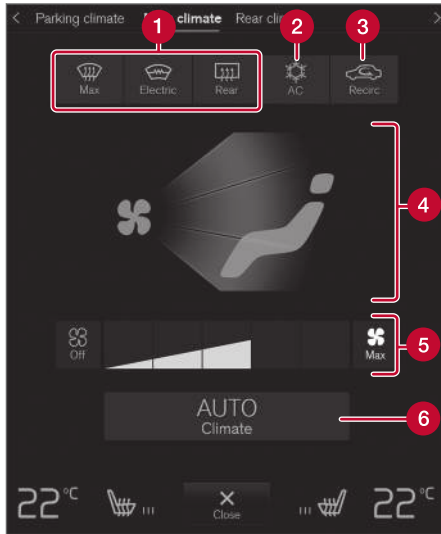 Parking climate climate Rear
1 2 3
Max Electric Rear AC Recirc
4
Off Max 5
AUTO 6
Climate
22°C 22°C
Close